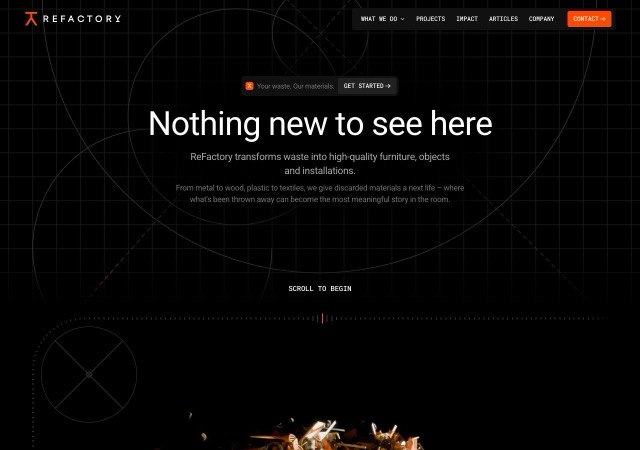 REFACTORY
WHAT WE DO
PROJECTS
IMPACT
ARTICLES
COMPANY
CONTACT →
Your waste. Our materials.
GET STARTED →
Nothing new to see here
ReFactory transforms waste into high-quality furniture, objects
and installations.
From metal to wood, plastic to textiles, we give discarded materials a next life – where
what's been thrown away can become the most meaningful story in the room.
SCROLL TO BEGIN